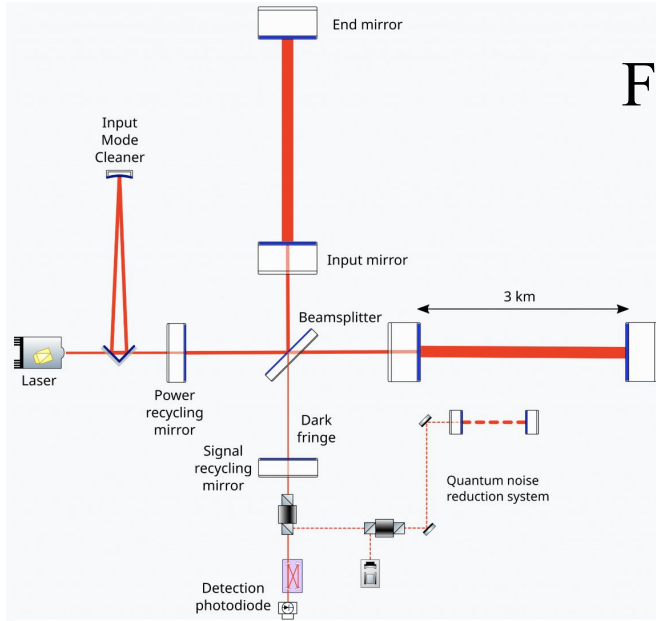 End mirror
F
Input
Mode
Cleaner
Input mirror
3 km
Beamsplitter
Laser
Power
recycling
mirror
Dark
fringe
Signal
recycling
mirror
Quantum noise
reduction system
Detection
photodiode